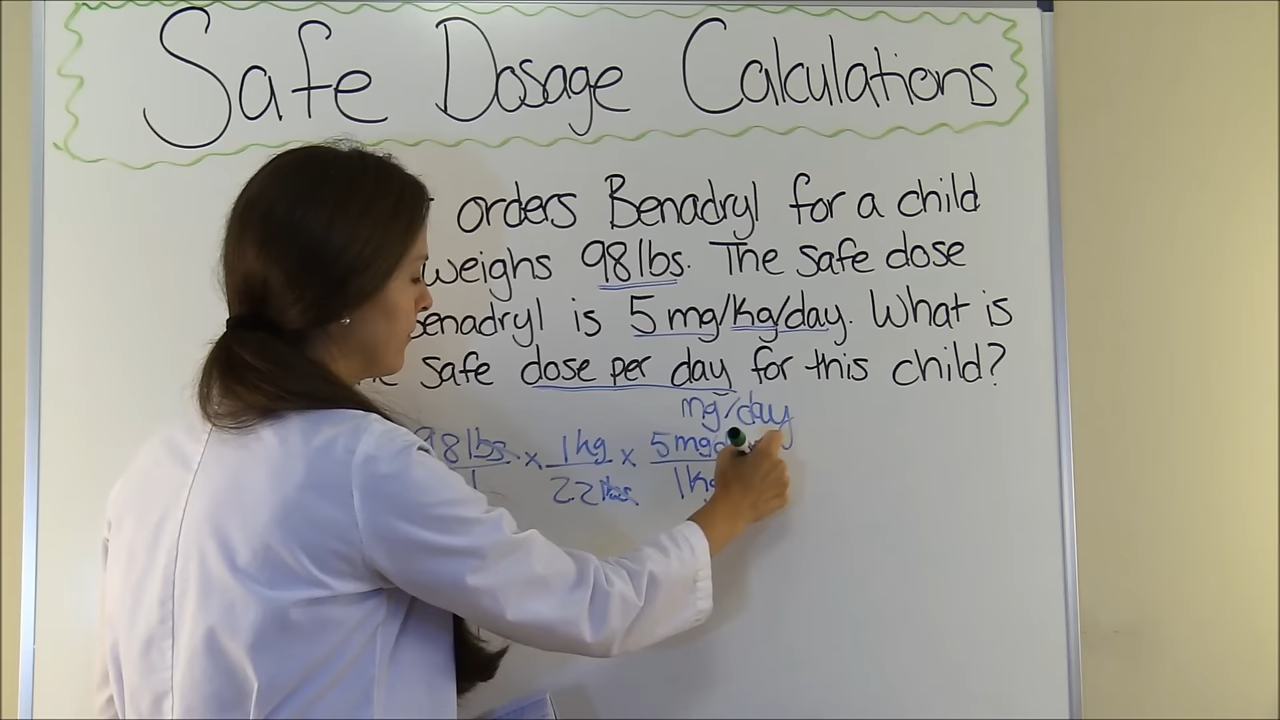 Safe Dosage Calculations
orders Benadryl for a child
weighs 98 lbs. The safe dose
Benadryl is 5 mg/kg/day. What is
safe dose per day for this child?
mg/day
98 lbs × 1 kg × 5 mg
1 2.2 lbs 1 kg